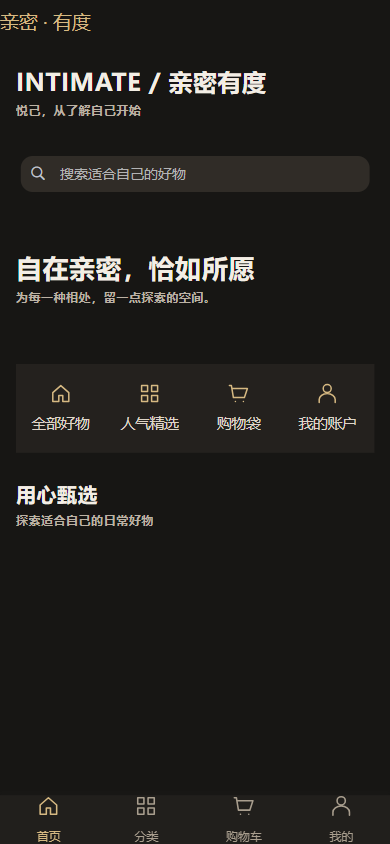 亲密 · 有度
INTIMATE / 亲密有度
悦己，从了解自己开始
搜索适合自己的好物
自在亲密，恰如所愿
为每一种相处，留一点探索的空间。
全部好物 人气精选 购物袋 我的账户
用心甄选
探索适合自己的日常好物
首页 分类 购物车 我的